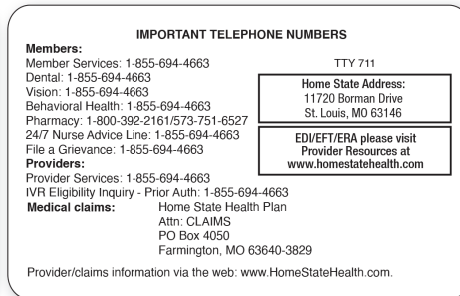 IMPORTANT TELEPHONE NUMBERS
Members:
Member Services: 1-855-694-4663
TTY 711
Dental: 1-855-694-4663
Vision: 1-855-694-4663
Behavioral Health: 1-855-694-4663
Pharmacy: 1-800-392-2161/573-751-6527
24/7 Nurse Advice Line: 1-855-694-4663
File a Grievance: 1-855-694-4663
Home State Address:
11720 Borman Drive
St. Louis, MO 63146
EDI/EFT/ERA please visit
Provider Resources at
www.homestatehealth.com
Providers:
Provider Services: 1-855-694-4663
IVR Eligibility Inquiry - Prior Auth: 1-855-694-4663
Medical claims: Home State Health Plan
Attn: CLAIMS
PO Box 4050
Farmington, MO 63640-3829
Provider/claims information via the web: www.HomeStateHealth.com.